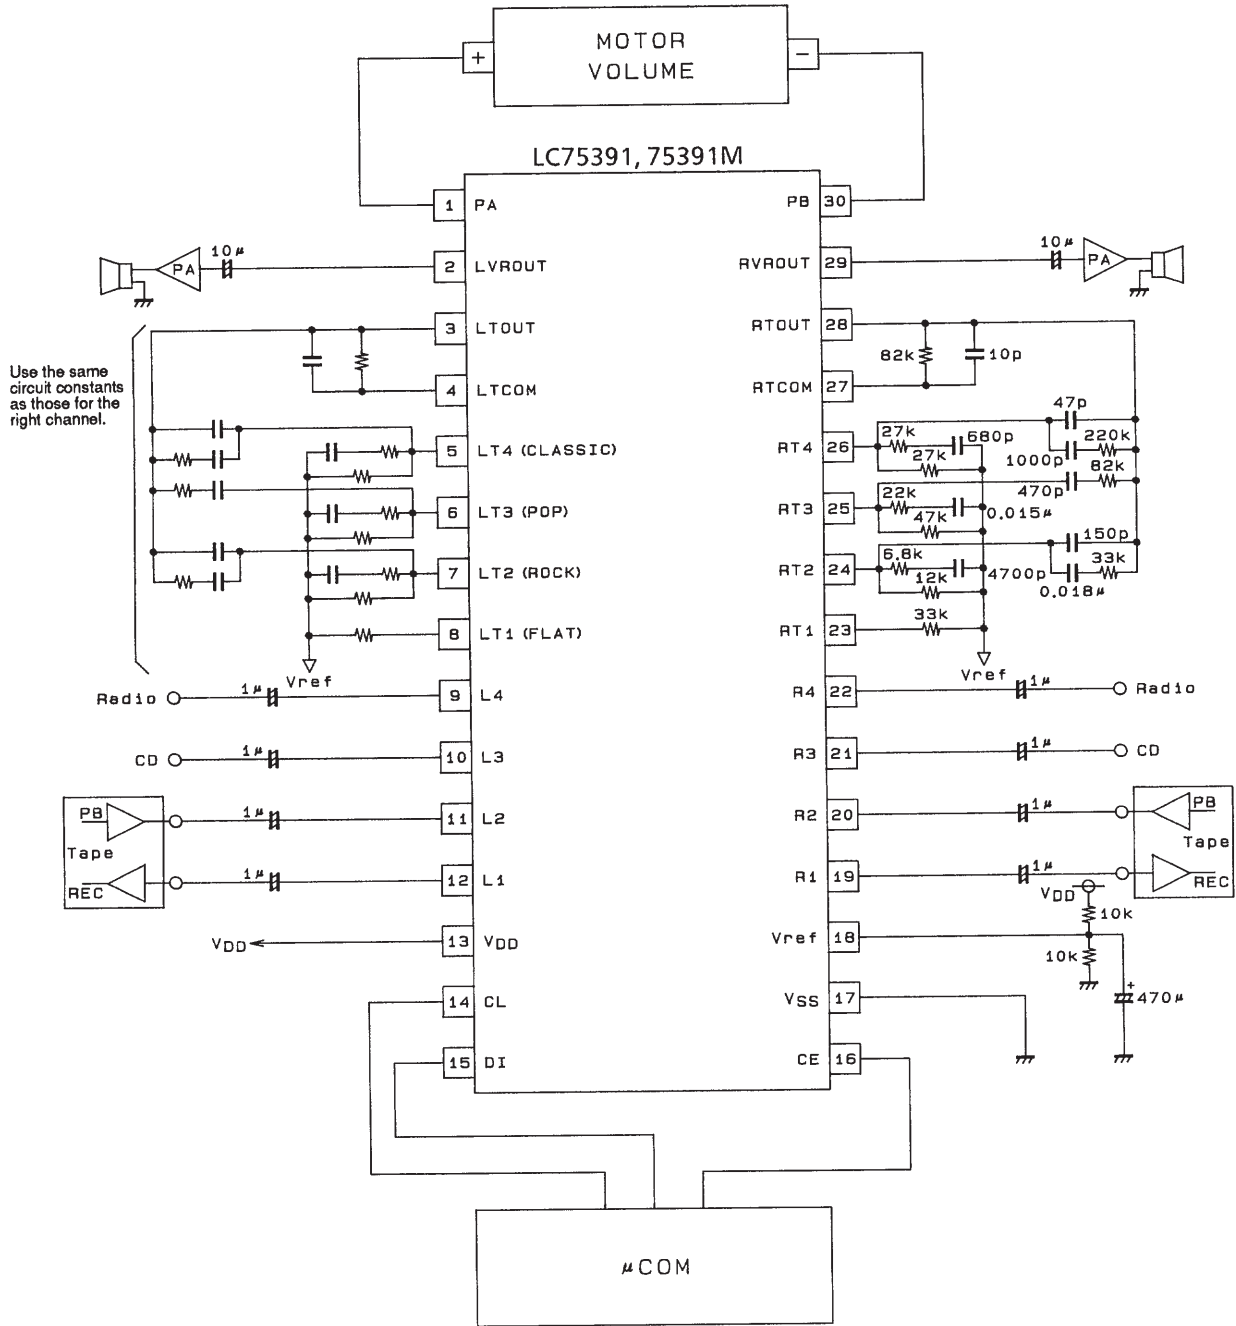 MOTOR
VOLUME
+
−
LC75391, 75391M
1 PA
PB 30
10μ
PA
2 LVROUT
RVROUT 29
10μ
PA
3 LTOUT
RTOUT 28
82k
10p
Use the same
circuit constants
as those for the
right channel.
4 LTCOM
RTCOM 27
47p
5 LT4 (CLASSIC)
RT4 26
27k
680p
27k
220k
1000p
82k
470p
6 LT3 (POP)
RT3 25
22k
0.015μ
47k
150p
7 LT2 (ROCK)
RT2 24
6.8k
4700p
12k
33k
0.018μ
8 LT1 (FLAT)
RT1 23
33k
Vref
Vref
Radio
1μ
9 L4
R4 22
1μ
Radio
CD
1μ
10 L3
R3 21
1μ
CD
PB
Tape
REC
1μ
11 L2
R2 20
1μ
PB
Tape
REC
1μ
12 L1
R1 19
1μ
VDD
10k
VDD
13 VDD
Vref 18
10k
14 CL
VSS 17
+
470μ
15 DI
CE 16
μCOM